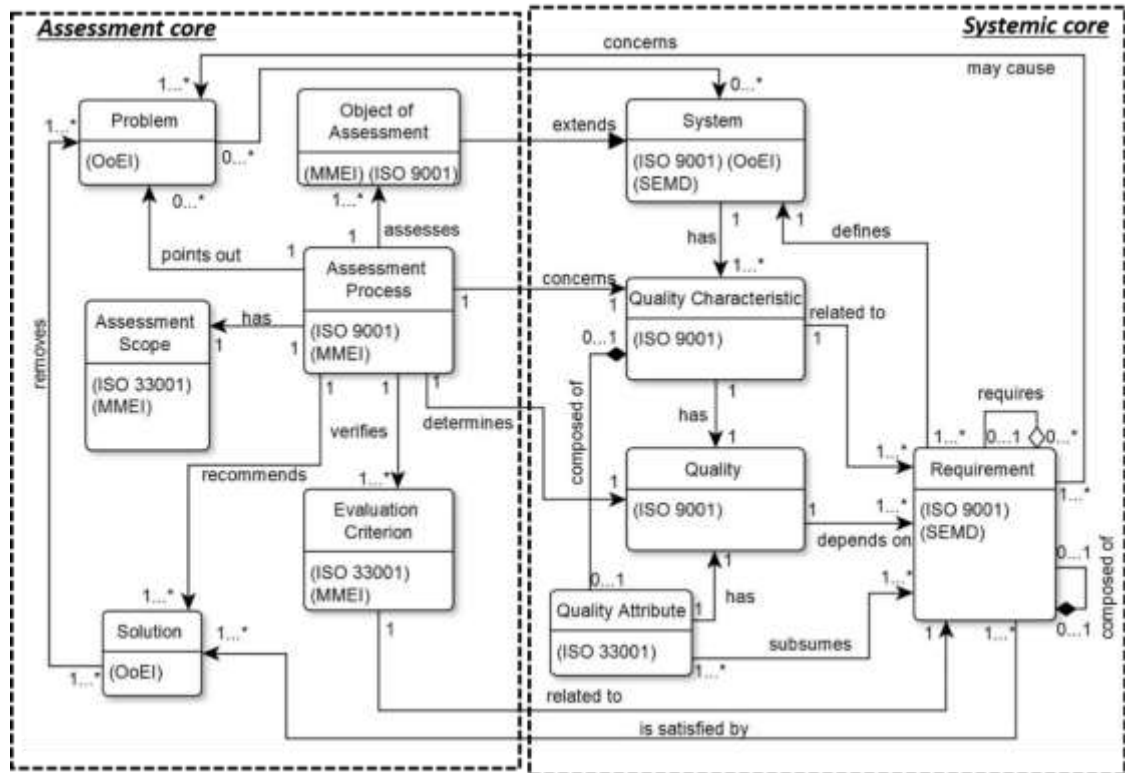 Assessment core
Systemic core
concerns
may cause
1...*
0...*
1...*
Problem
(OoEI)
0...*
0...*
Object of
Assessment
(MMEI) (ISO 9001)
1...*
extends
System
(ISO 9001) (OoEI)
(SEMD)
1
1
has
defines
1...*
assesses
1
points out
1
Assessment
Process
(ISO 9001)
(MMEI)
concerns
1
1
Quality Characteristic
(ISO 9001)
related to
1
0...1
removes
Assessment
Scope
(ISO 33001)
(MMEI)
has
1
1
1
1
1
verifies
determines
composed of
1
has
1
requires
0...1
0...*
1...*
1...*
Requirement
(ISO 9001)
(SEMD)
1...*
recommends
1...*
Evaluation
Criterion
(ISO 33001)
(MMEI)
1
1
Quality
(ISO 9001)
1
1...*
depends on
0...1
composed of
0...1
1
has
0...1
Quality Attribute
(ISO 33001)
1
1...*
subsumes
1...*
1
1...*
1...*
Solution
(OoEI)
1...*
1...*
related to
is satisfied by